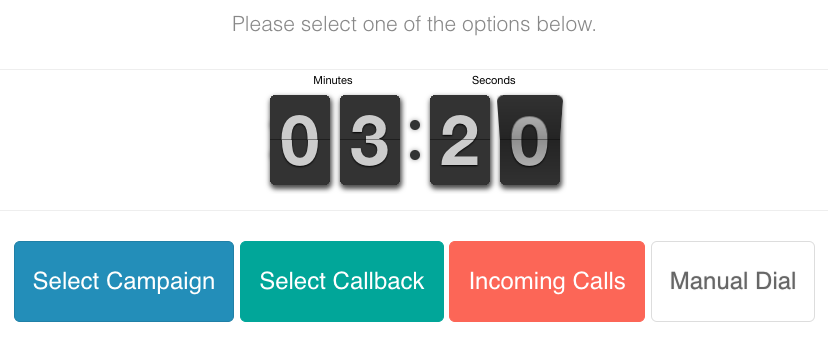 Please select one of the options below.
Minutes Seconds
03:20
Select Campaign Select Callback Incoming Calls Manual Dial